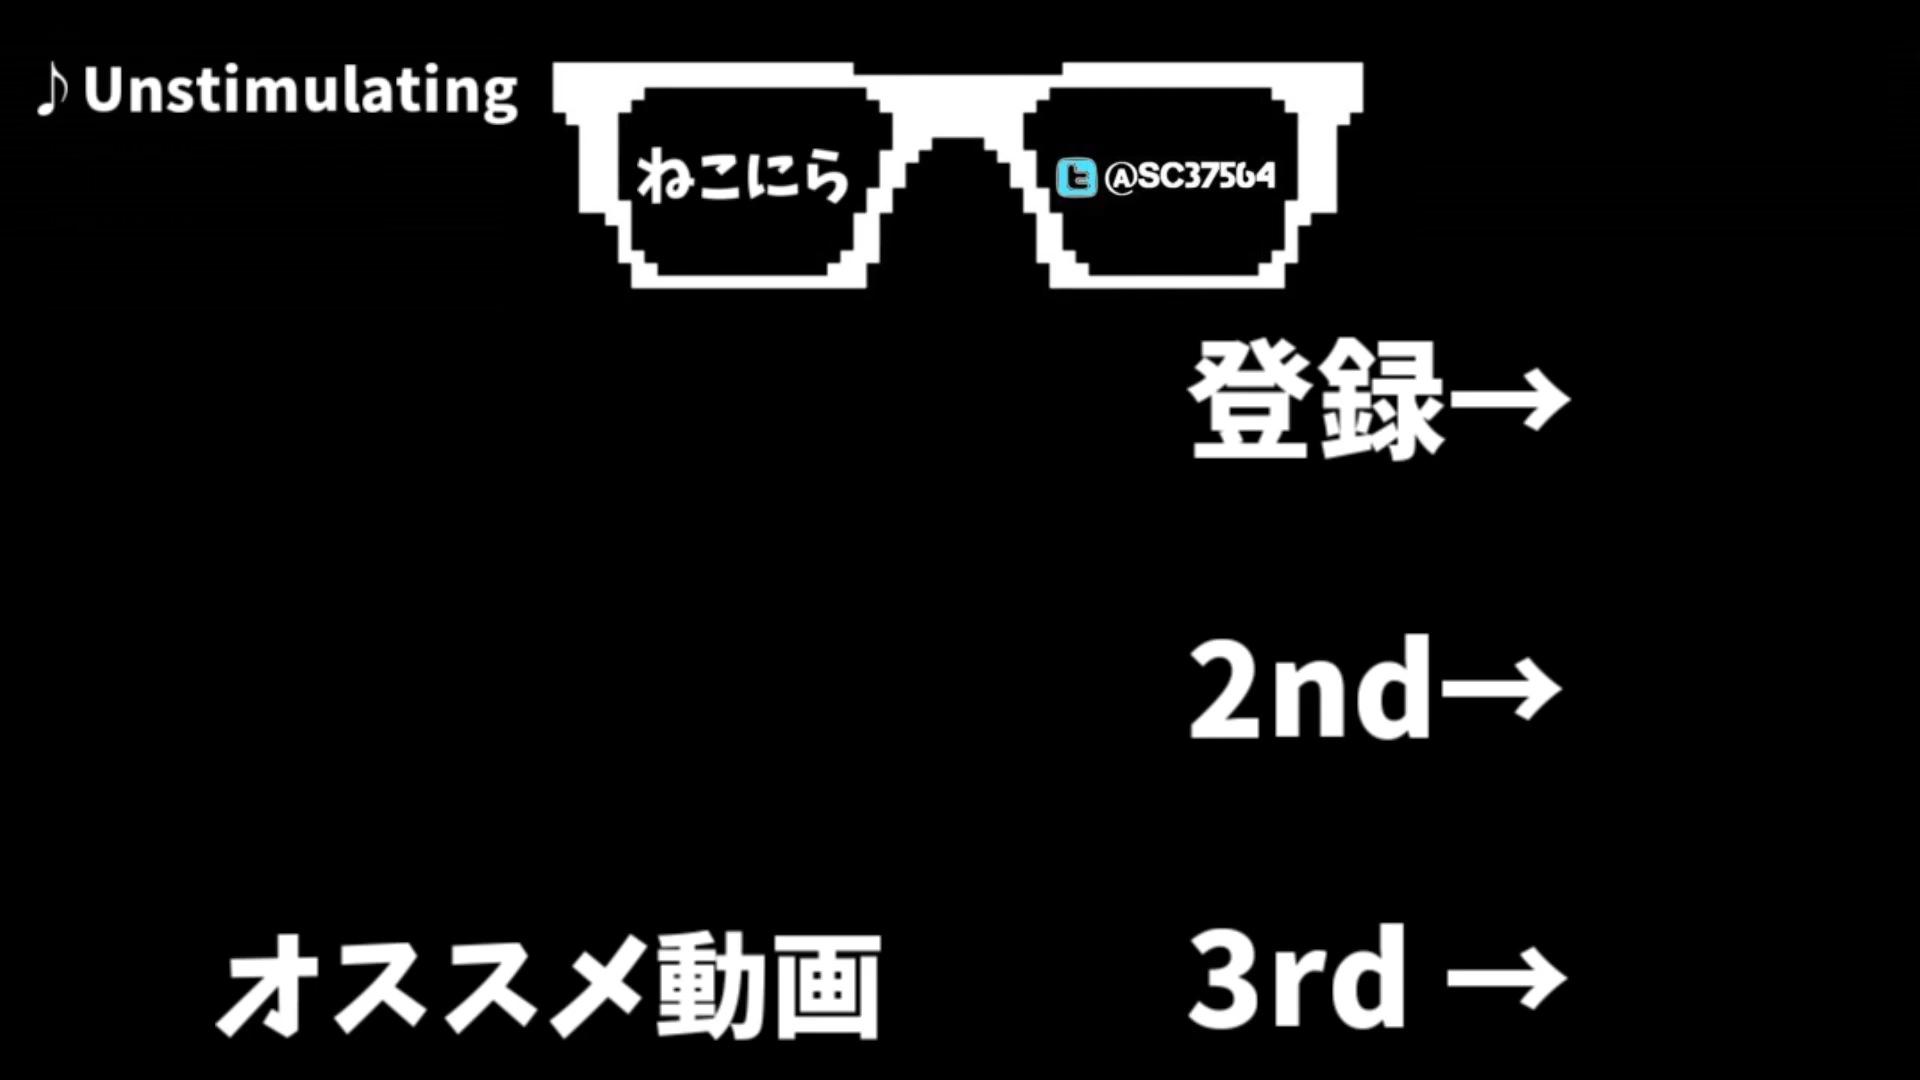 ♪Unstimulating
ねこにら
@SC37564
登録→
2nd→
オススメ動画
3rd→